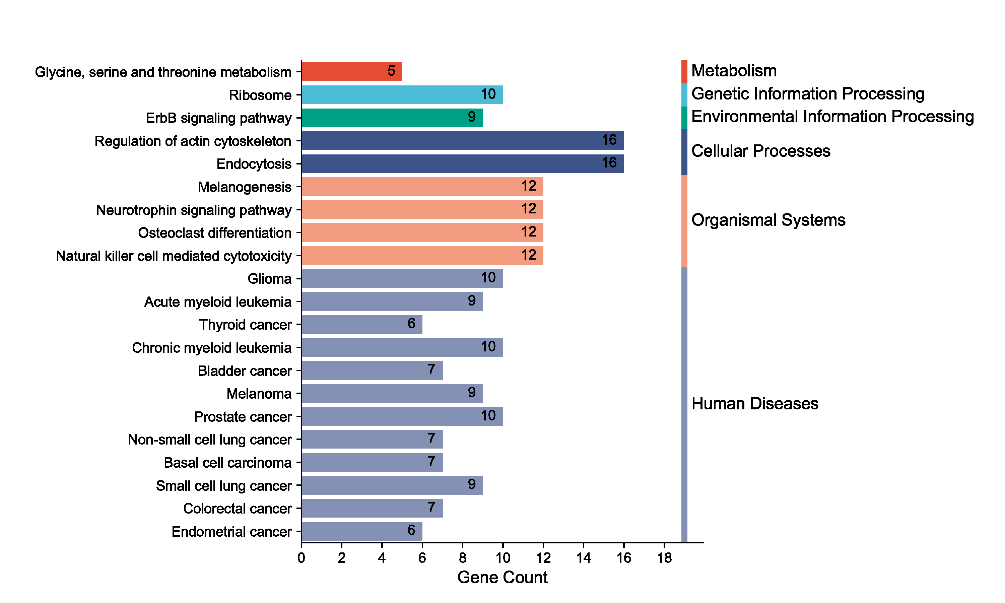 Glycine, serine and threonine metabolism 5
Ribosome 10
ErbB signaling pathway 9
Regulation of actin cytoskeleton 16
Endocytosis 16
Melanogenesis 12
Neurotrophin signaling pathway 12
Osteoclast differentiation 12
Natural killer cell mediated cytotoxicity 12
Glioma 10
Acute myeloid leukemia 9
Thyroid cancer 6
Chronic myeloid leukemia 10
Bladder cancer 7
Melanoma 9
Prostate cancer 10
Non-small cell lung cancer 7
Basal cell carcinoma 7
Small cell lung cancer 9
Colorectal cancer 7
Endometrial cancer 6
0 2 4 6 8 10 12 14 16 18
Gene Count
Metabolism
Genetic Information Processing
Environmental Information Processing
Cellular Processes
Organismal Systems
Human Diseases